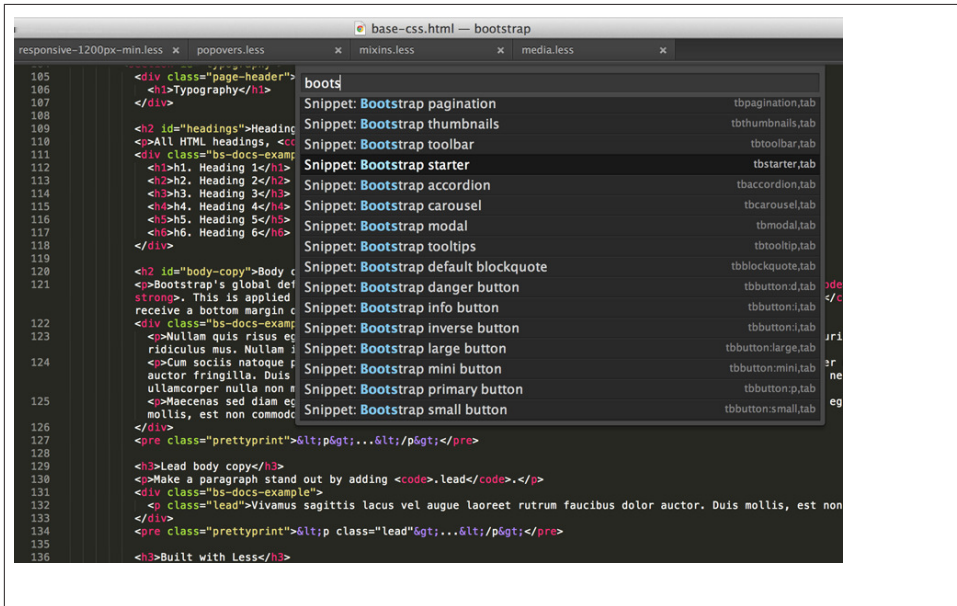 base-css.html — bootstrap
responsive-1200px-min.less × popovers.less × mixins.less × media.less ×
boots
Snippet: Bootstrap pagination tbpagination,tab
Snippet: Bootstrap thumbnails tbthumbnails,tab
Snippet: Bootstrap toolbar tbtoolbar,tab
Snippet: Bootstrap starter tbstarter,tab
Snippet: Bootstrap accordion tbaccordion,tab
Snippet: Bootstrap carousel tbcarousel,tab
Snippet: Bootstrap modal tbmodal,tab
Snippet: Bootstrap tooltips tbtooltip,tab
Snippet: Bootstrap default blockquote tbblockquote,tab
Snippet: Bootstrap danger button tbbutton:d,tab
Snippet: Bootstrap info button tbbutton:i,tab
Snippet: Bootstrap inverse button tbbutton:i,tab
Snippet: Bootstrap large button tbbutton:large,tab
Snippet: Bootstrap mini button tbbutton:mini,tab
Snippet: Bootstrap primary button tbbutton:p,tab
Snippet: Bootstrap small button tbbutton:small,tab
105 <div class="page-header">
106 <h1>Typography</h1>
107 </div>
108
109 <h2 id="headings">Heading
110 <p>All HTML headings, <co
111 <div class="bs-docs-examp
112 <h1>h1. Heading 1</h1>
113 <h2>h2. Heading 2</h2>
114 <h3>h3. Heading 3</h3>
115 <h4>h4. Heading 4</h4>
116 <h5>h5. Heading 5</h5>
117 <h6>h6. Heading 6</h6>
118 </div>
119
120 <h2 id="body-copy">Body c
121 <p>Bootstrap's global def ode
strong>. This is applied </c
receive a bottom margin o
122 <div class="bs-docs-examp
123 <p>Nullam quis risus eg uri
ridiculus mus. Nullam i
124 <p>Cum sociis natoque p er
auctor fringilla. Duis ne
ullamcorper nulla non m
125 <p>Maecenas sed diam eg eg
mollis, est non commodo
126 </div>
127 <pre class="prettyprint">&lt;p&gt;...&lt;/p&gt;</pre>
128
129 <h3>Lead body copy</h3>
130 <p>Make a paragraph stand out by adding <code>.lead</code>.</p>
131 <div class="bs-docs-example">
132 <p class="lead">Vivamus sagittis lacus vel augue laoreet rutrum faucibus dolor auctor. Duis mollis, est non
133 </div>
134 <pre class="prettyprint">&lt;p class="lead"&gt;...&lt;/p&gt;</pre>
135
136 <h3>Built with Less</h3>